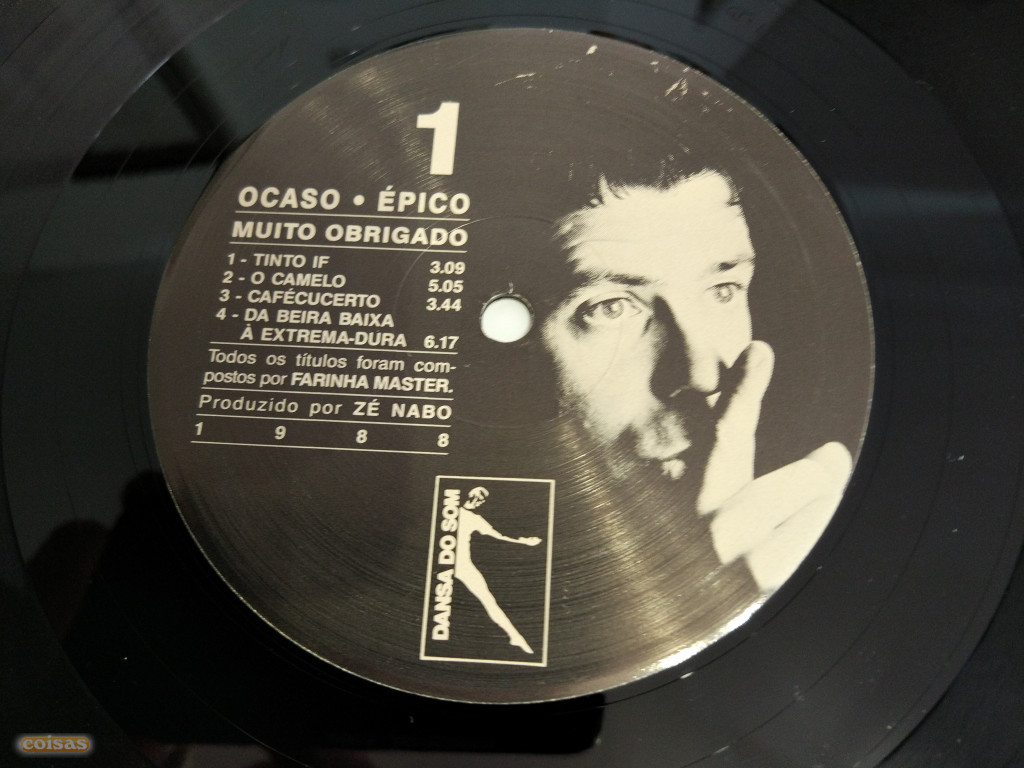 1
OCASO • ÉPICO
MUITO OBRIGADO
1 - TINTO IF 3.09
2 - O CAMELO 5.05
3 - CAFÉCUCERTO 3.44
4 - DA BEIRA BAIXA
À EXTREMA-DURA 6.17
Todos os títulos foram com-
postos por FARINHA MASTER.
Produzido por ZÉ NABO
1 9 8 8
DANSA DO SOM
coisas